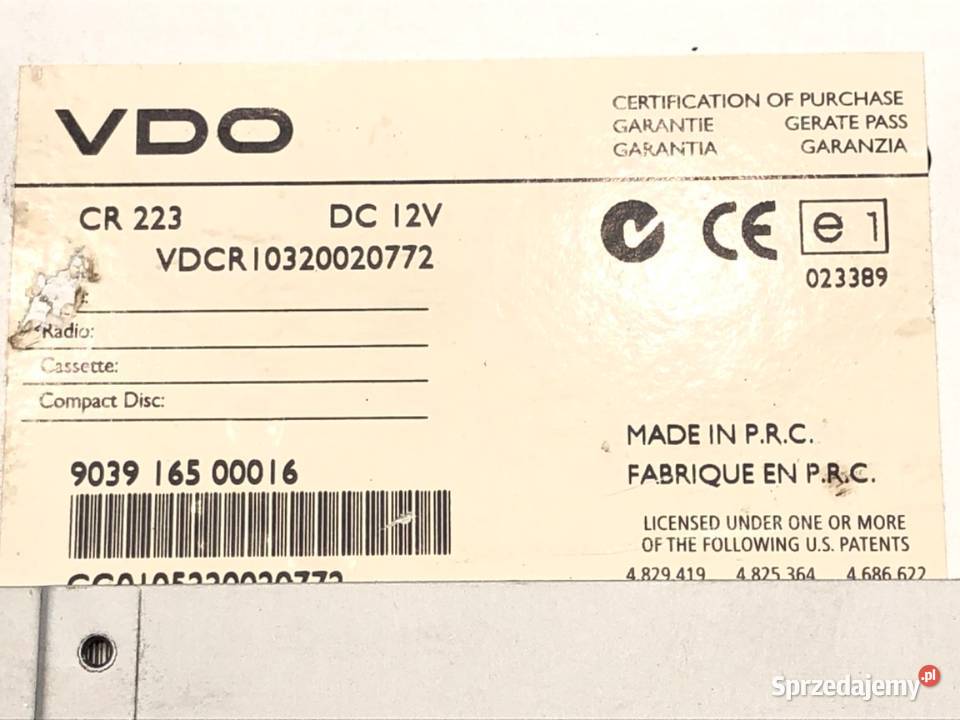 VDO
CERTIFICATION OF PURCHASE
GARANTIE GERATE PASS
GARANTIA GARANZIA
CR 223 DC 12V
VDCR10320020772
e 1
023389
Radio:
Cassette:
Compact Disc:
9039 165 00016
MADE IN P.R.C.
FABRIQUE EN P.R.C.
LICENSED UNDER ONE OR MORE
OF THE FOLLOWING U.S. PATENTS
4,829,419 4,825,364 4,686,622
Sprzedajemy.pl